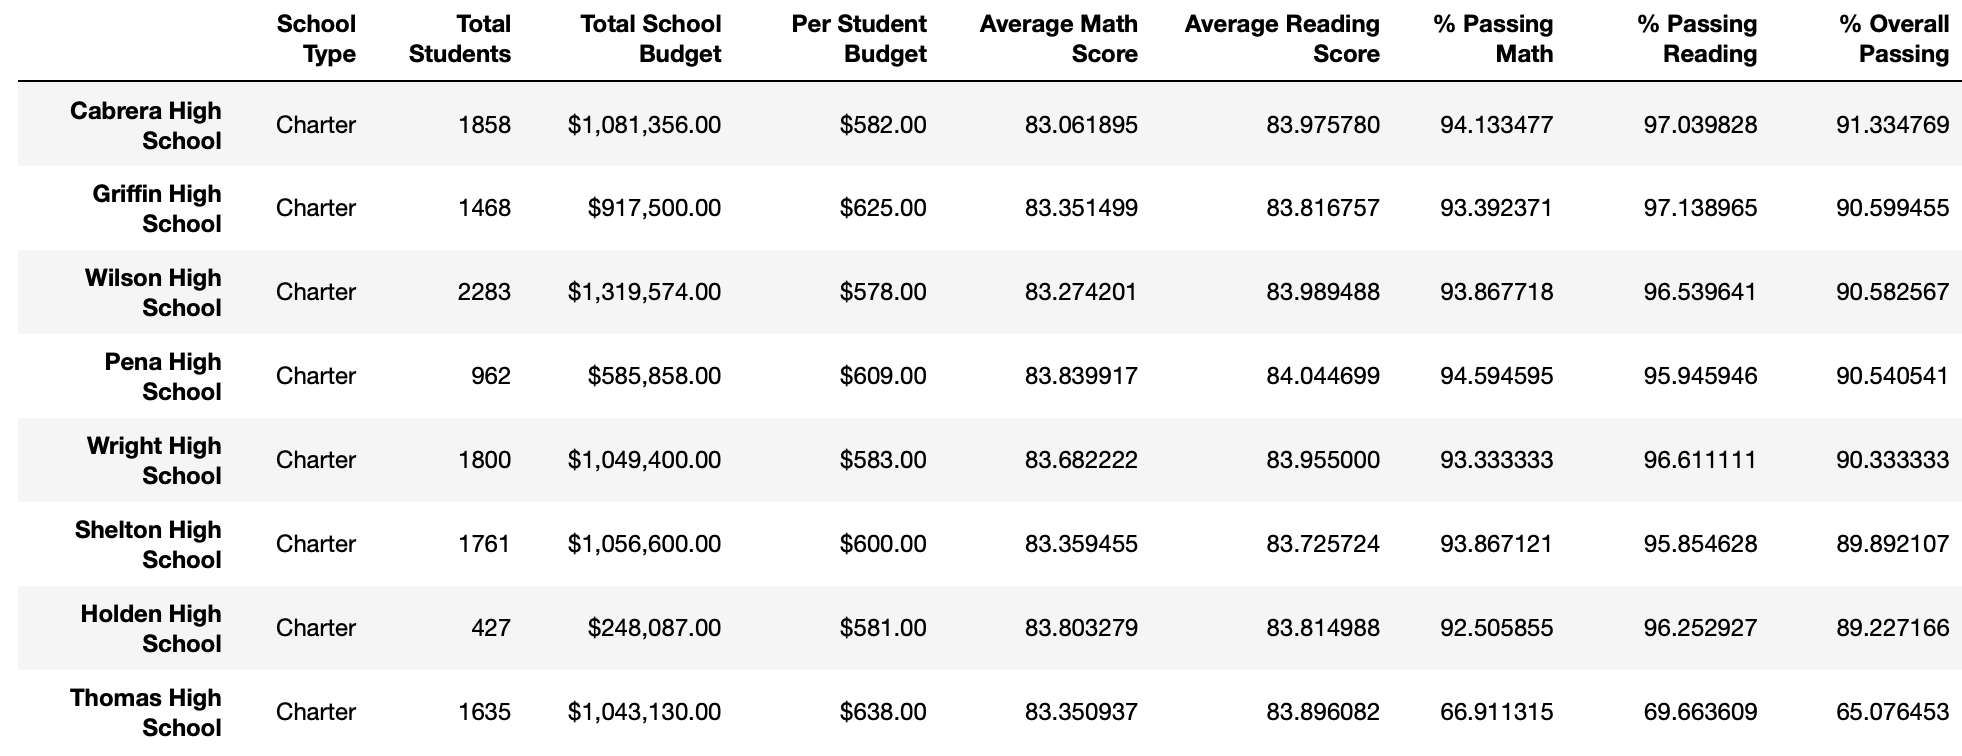 School Total Total School Per Student Average Math Average Reading % Passing % Passing % Overall
Type Students Budget Budget Score Score Math Reading Passing
Cabrera High
School Charter 1858 $1,081,356.00 $582.00 83.061895 83.975780 94.133477 97.039828 91.334769
Griffin High
School Charter 1468 $917,500.00 $625.00 83.351499 83.816757 93.392371 97.138965 90.599455
Wilson High
School Charter 2283 $1,319,574.00 $578.00 83.274201 83.989488 93.867718 96.539641 90.582567
Pena High
School Charter 962 $585,858.00 $609.00 83.839917 84.044699 94.594595 95.945946 90.540541
Wright High
School Charter 1800 $1,049,400.00 $583.00 83.682222 83.955000 93.333333 96.611111 90.333333
Shelton High
School Charter 1761 $1,056,600.00 $600.00 83.359455 83.725724 93.867121 95.854628 89.892107
Holden High
School Charter 427 $248,087.00 $581.00 83.803279 83.814988 92.505855 96.252927 89.227166
Thomas High
School Charter 1635 $1,043,130.00 $638.00 83.350937 83.896082 66.911315 69.663609 65.076453